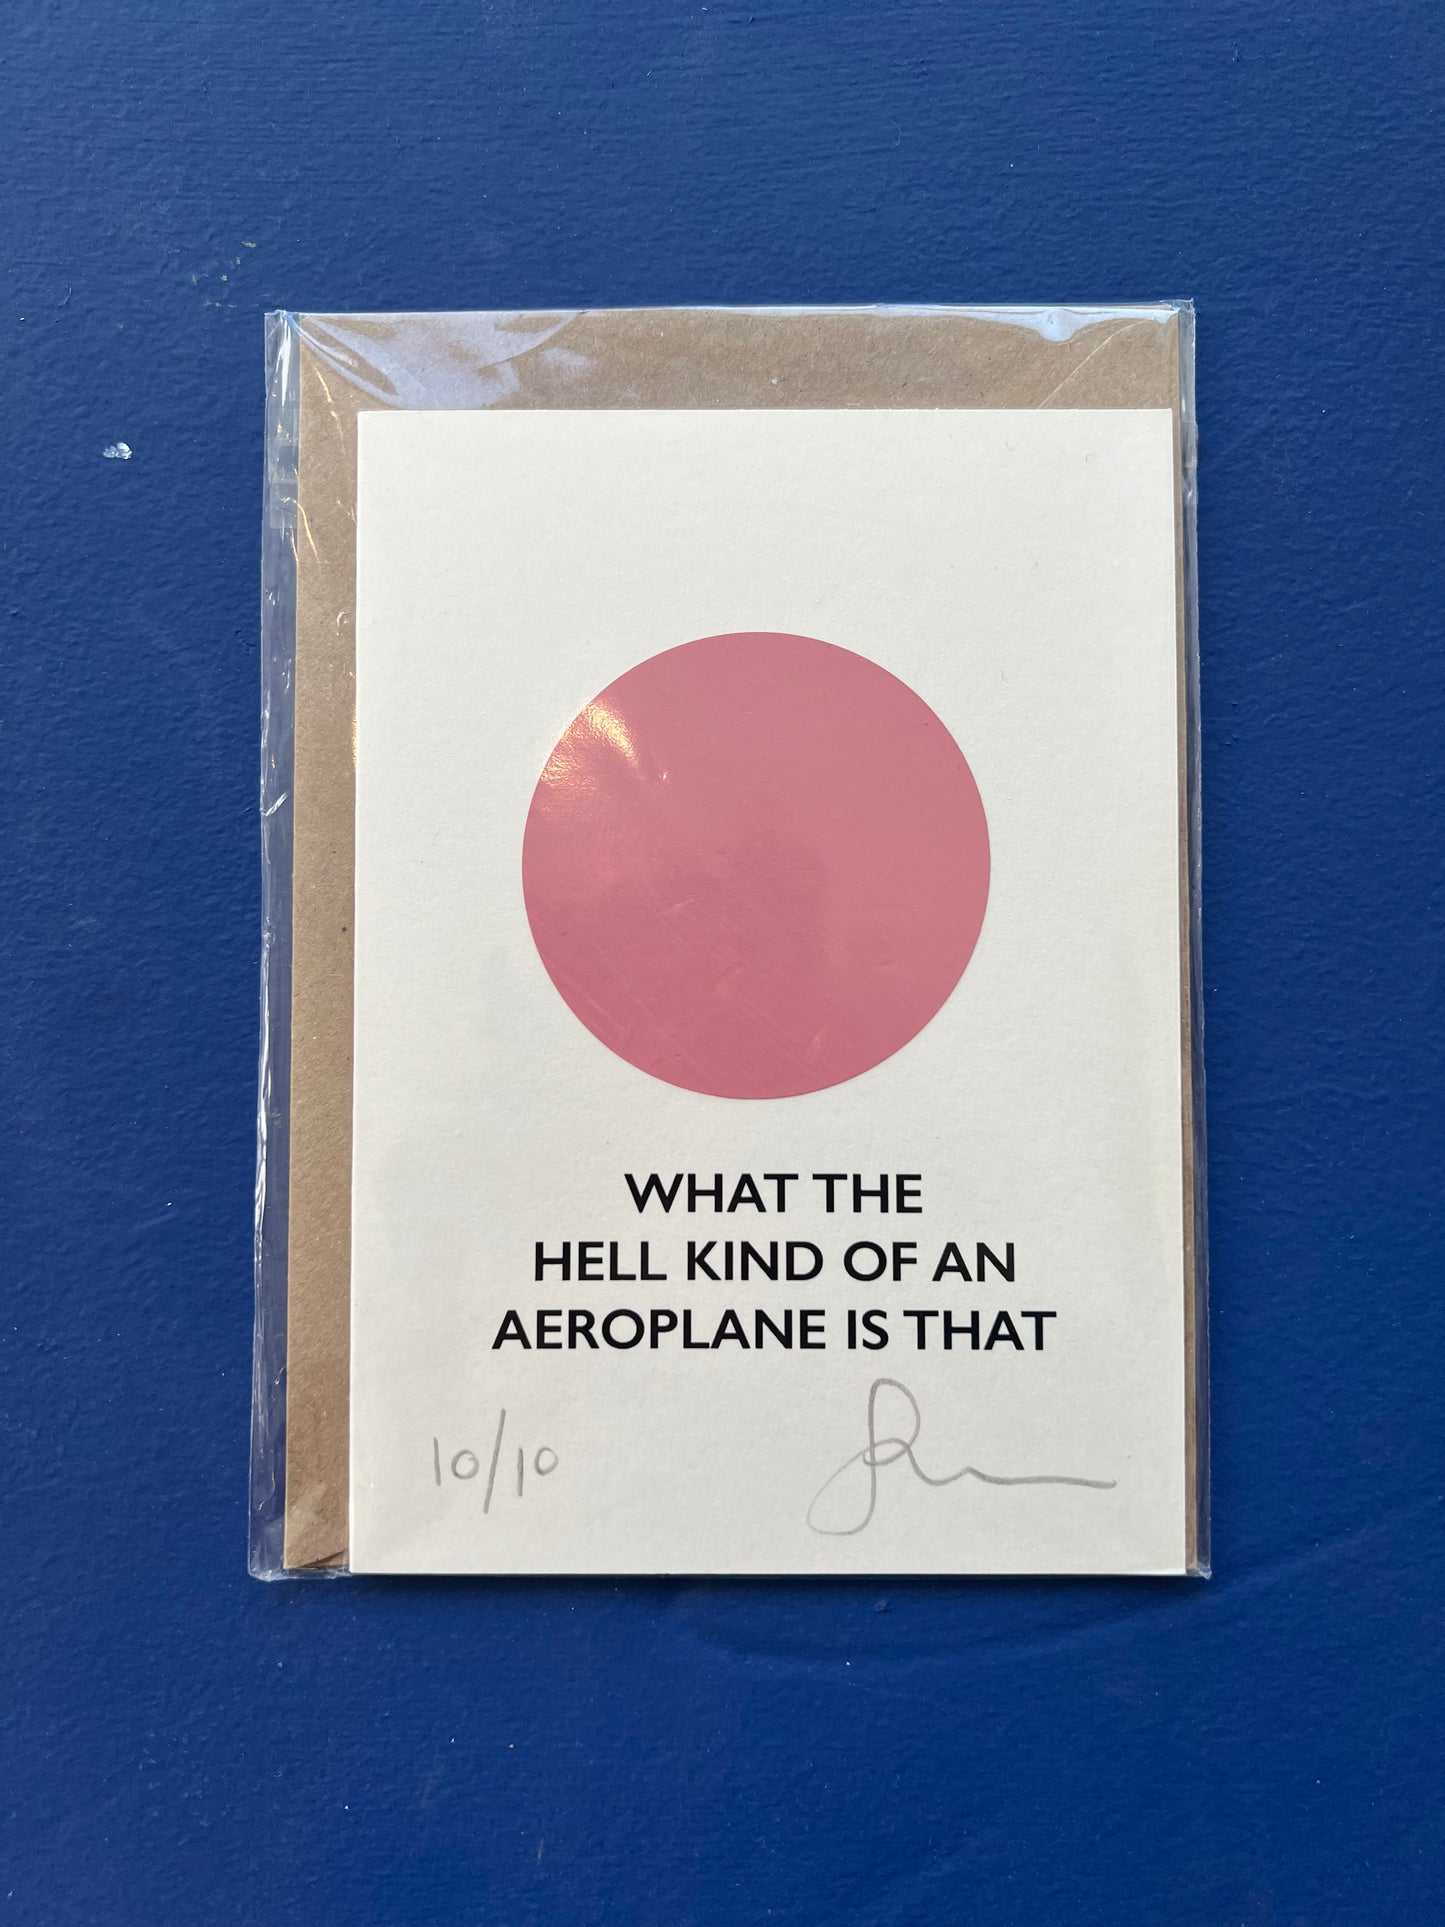 WHAT THE
HELL KIND OF AN
AEROPLANE IS THAT
10/10